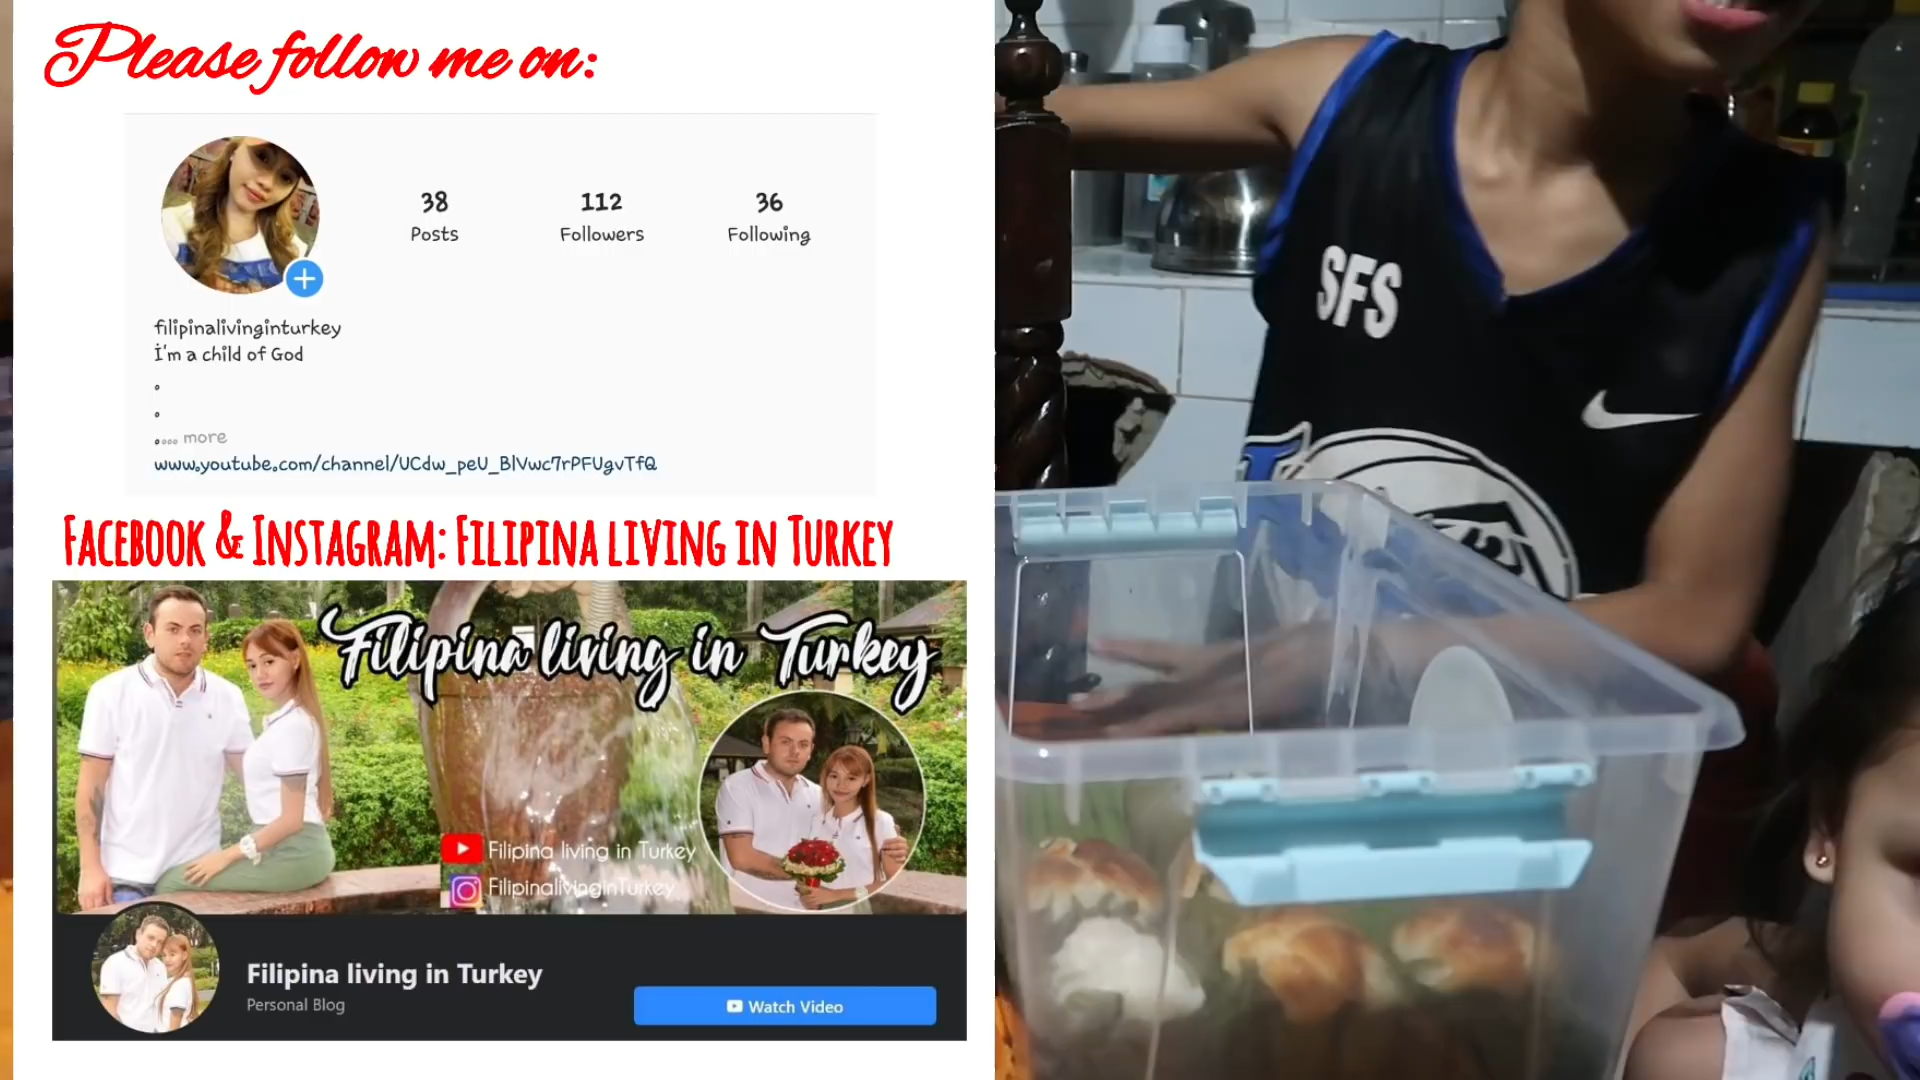 Please follow me on:
38
Posts
112
Followers
36
Following
filipinalivinginturkey
İ'm a child of God
.... more
www.youtube.com/channel/UCdw_peU_BlVwc7rPFUgvTfQ
FACEBOOK & INSTAGRAM: FILIPINA LIVING IN TURKEY
Filipina living in Turkey
Filipina living in Turkey
FilipinalivinginTurkey
Filipina living in Turkey
Personal Blog
Watch Video
SFS